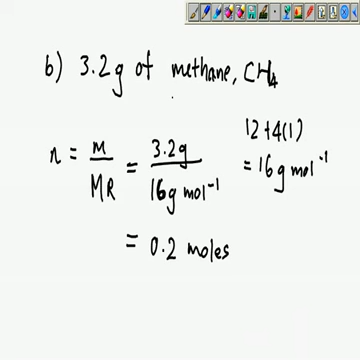 b) 3.2g of methane, CH₄
12+4(1)
= 16g mol⁻¹
n = m/MR = 3.2g/16g mol⁻¹
= 0.2 moles